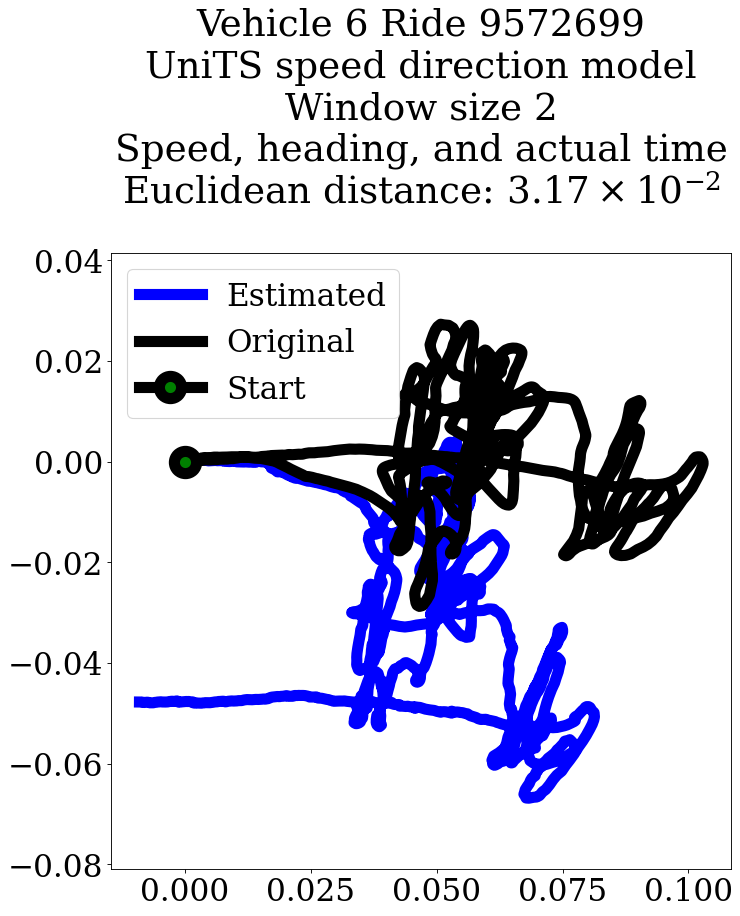 Vehicle 6 Ride 9572699
UniTS speed direction model
Window size 2
Speed, heading, and actual time
Euclidean distance: 3.17 × 10⁻²
0.04
0.02
0.00
−0.02
−0.04
−0.06
−0.08
Estimated
Original
Start
0.000 0.025 0.050 0.075 0.100